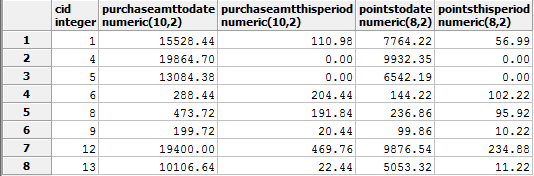 cid integer purchaseamttodate numeric(10,2) purchaseamtthisperiod numeric(10,2) pointstodate numeric(8,2) pointsthisperiod numeric(8,2)
1 1 15528.44 110.98 7764.22 56.99
2 4 19864.70 0.00 9932.35 0.00
3 5 13084.38 0.00 6542.19 0.00
4 6 288.44 204.44 144.22 102.22
5 8 473.72 191.84 236.86 95.92
6 9 199.72 20.44 99.86 10.22
7 12 19400.00 469.76 9876.54 234.88
8 13 10106.64 22.44 5053.32 11.22